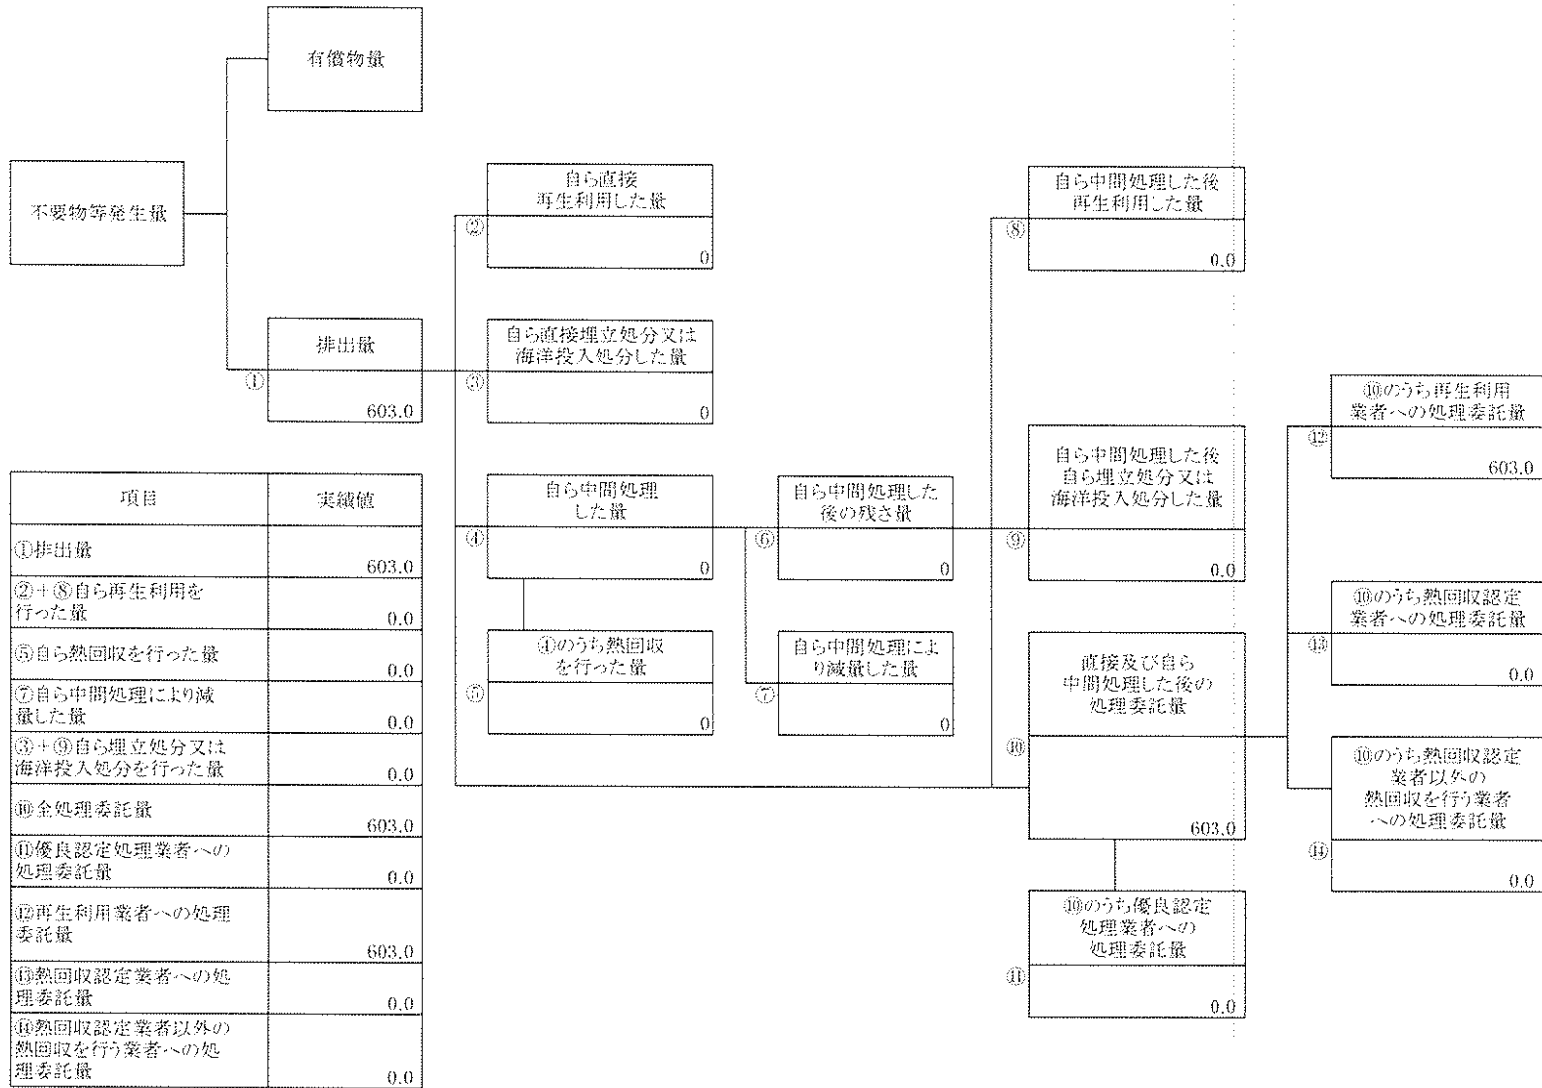 有償物量
不要物等発生量
排出量
①
603.0
自ら直接
再生利用した量
②
0
自ら直接埋立処分又は
海洋投入処分した量
③
0
自ら中間処理
した量
④
0
④のうち熱回収
を行った量
⑤
0
自ら中間処理した
後の残さ量
⑥
0
自ら中間処理によ
り減量した量
⑦
0
自ら中間処理した後
再生利用した量
⑧
0.0
自ら中間処理した後
自ら埋立処分又は
海洋投入処分した量
⑨
0.0
直接及び自ら
中間処理した後の
処理委託量
⑩
603.0
⑩のうち優良認定
処理業者への
処理委託量
⑪
0.0
⑩のうち再生利用
業者への処理委託量
⑫
603.0
⑩のうち熱回収認定
業者への処理委託量
⑬
0.0
⑩のうち熱回収認定
業者以外の
熱回収を行う業者
への処理委託量
⑭
0.0
項目 実績値
①排出量
603.0
②+⑧自ら再生利用を
行った量
0.0
⑤自ら熱回収を行った量
0.0
⑦自ら中間処理により減
量した量
0.0
③+⑨自ら埋立処分又は
海洋投入処分を行った量
0.0
⑩全処理委託量
603.0
⑪優良認定処理業者への
処理委託量
0.0
⑫再生利用業者への処理
委託量
603.0
⑬熱回収認定業者への処
理委託量
0.0
⑭熱回収認定業者以外の
熱回収を行う業者への処
理委託量
0.0